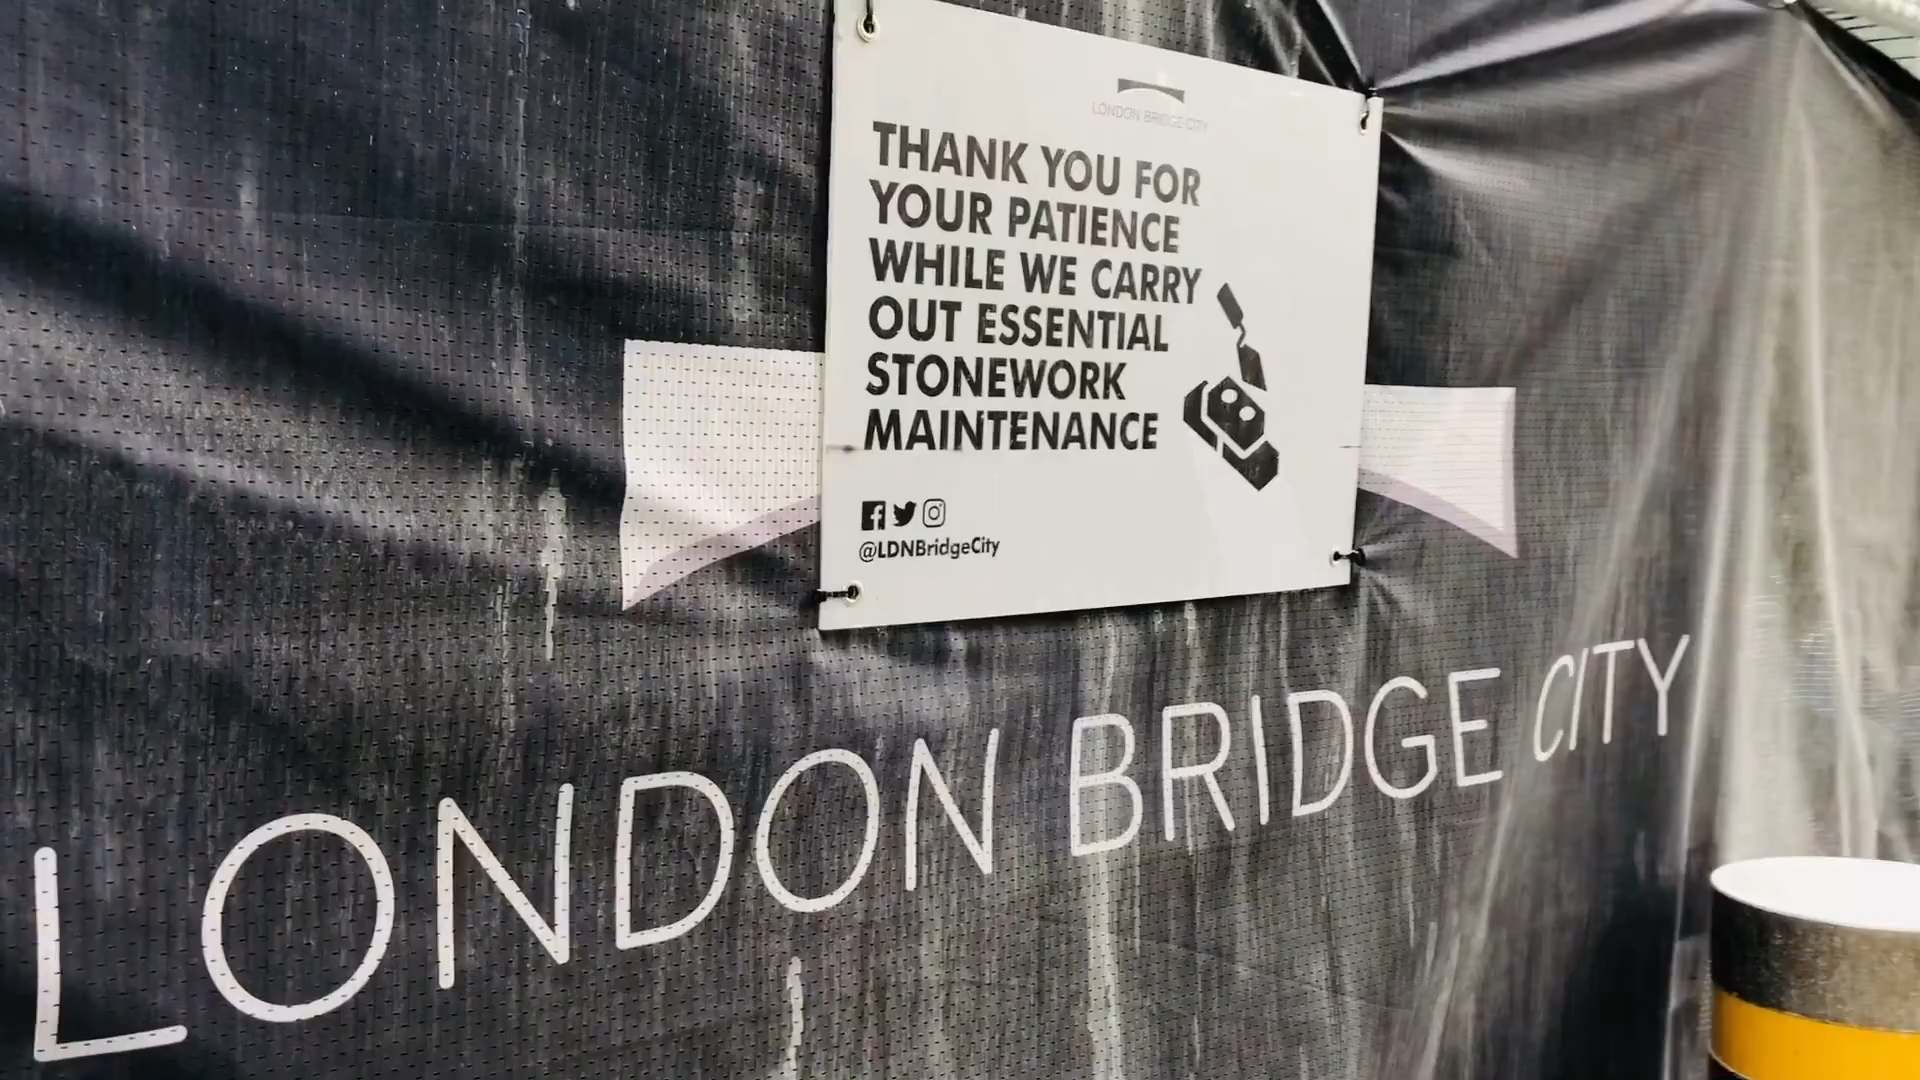 LONDON BRIDGE CITY
THANK YOU FOR
YOUR PATIENCE
WHILE WE CARRY
OUT ESSENTIAL
STONEWORK
MAINTENANCE
@LDNBridgeCity
LONDON BRIDGE CITY